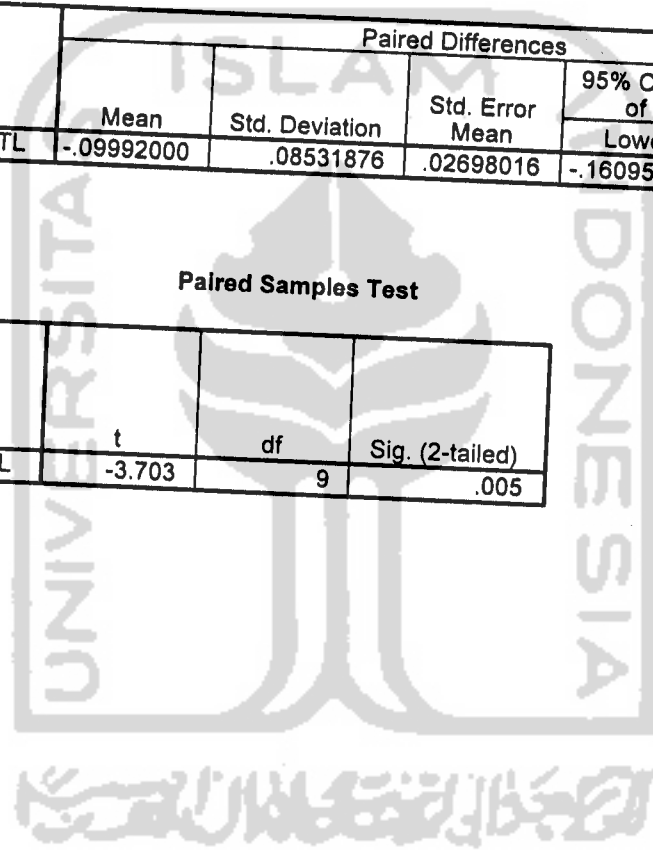 Paired Differences
95% C
of
Mean Std. Deviation Std. Error Mean Lowe
TL -.09992000 .08531876 .02698016 -.16095
Paired Samples Test
t df Sig. (2-tailed)
L -3.703 9 .005
ISLAM
UNIVERSITAS
INDONESIA